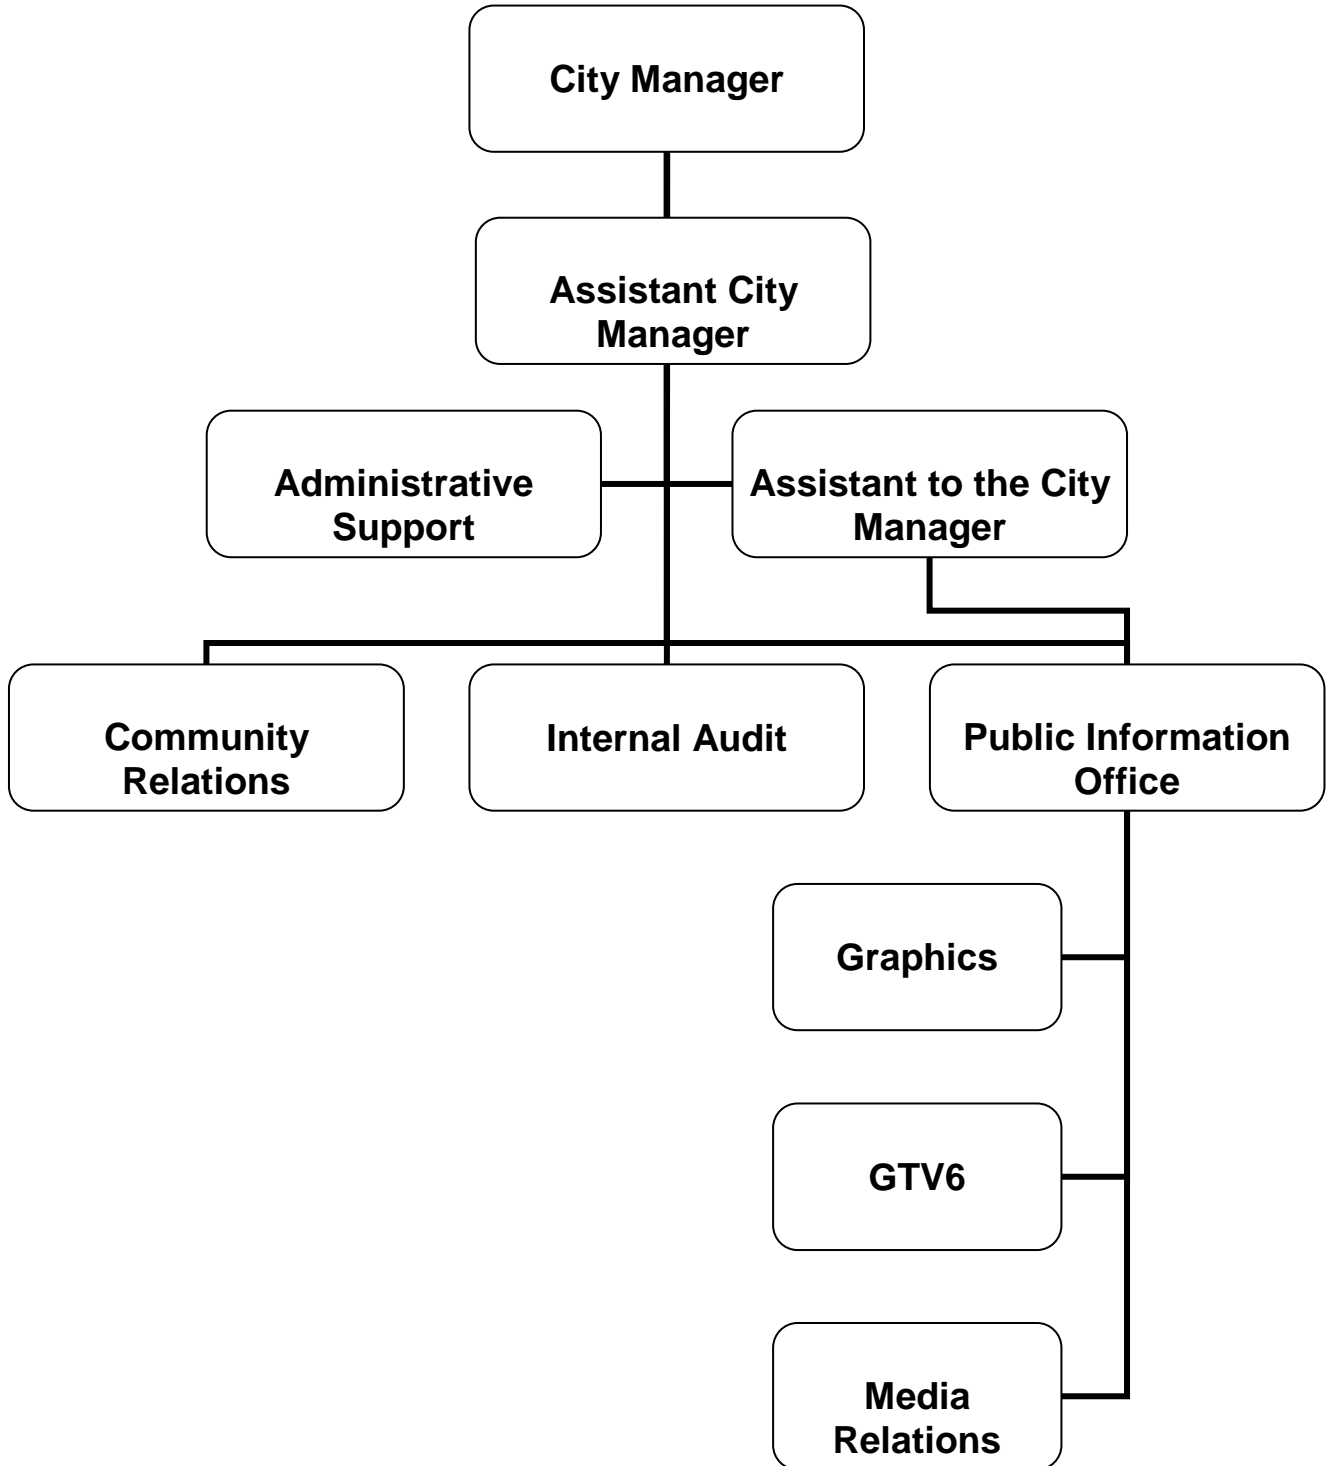 City Manager
Assistant City
Manager
Administrative
Support
Assistant to the City
Manager
Community
Relations
Internal Audit
Public Information
Office
Graphics
GTV6
Media
Relations